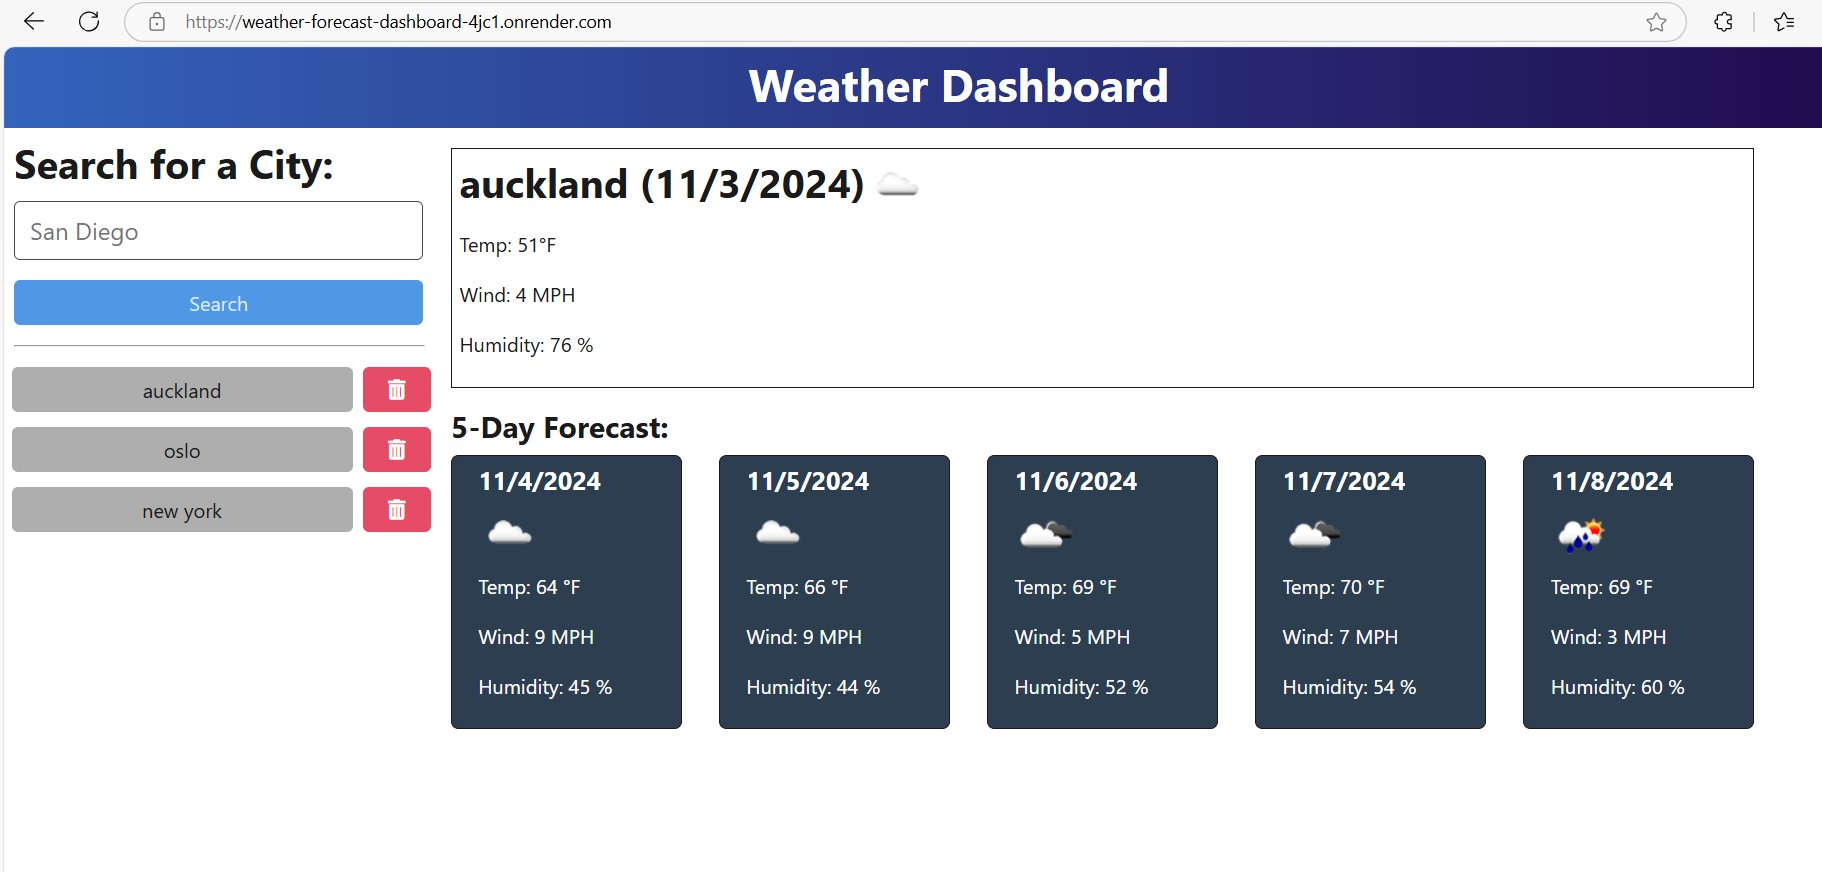 https://weather-forecast-dashboard-4jc1.onrender.com
Weather Dashboard
Search for a City:
San Diego
Search
auckland
oslo
new york
auckland (11/3/2024)
Temp: 51°F
Wind: 4 MPH
Humidity: 76 %
5-Day Forecast:
11/4/2024
Temp: 64 °F
Wind: 9 MPH
Humidity: 45 %
11/5/2024
Temp: 66 °F
Wind: 9 MPH
Humidity: 44 %
11/6/2024
Temp: 69 °F
Wind: 5 MPH
Humidity: 52 %
11/7/2024
Temp: 70 °F
Wind: 7 MPH
Humidity: 54 %
11/8/2024
Temp: 69 °F
Wind: 3 MPH
Humidity: 60 %